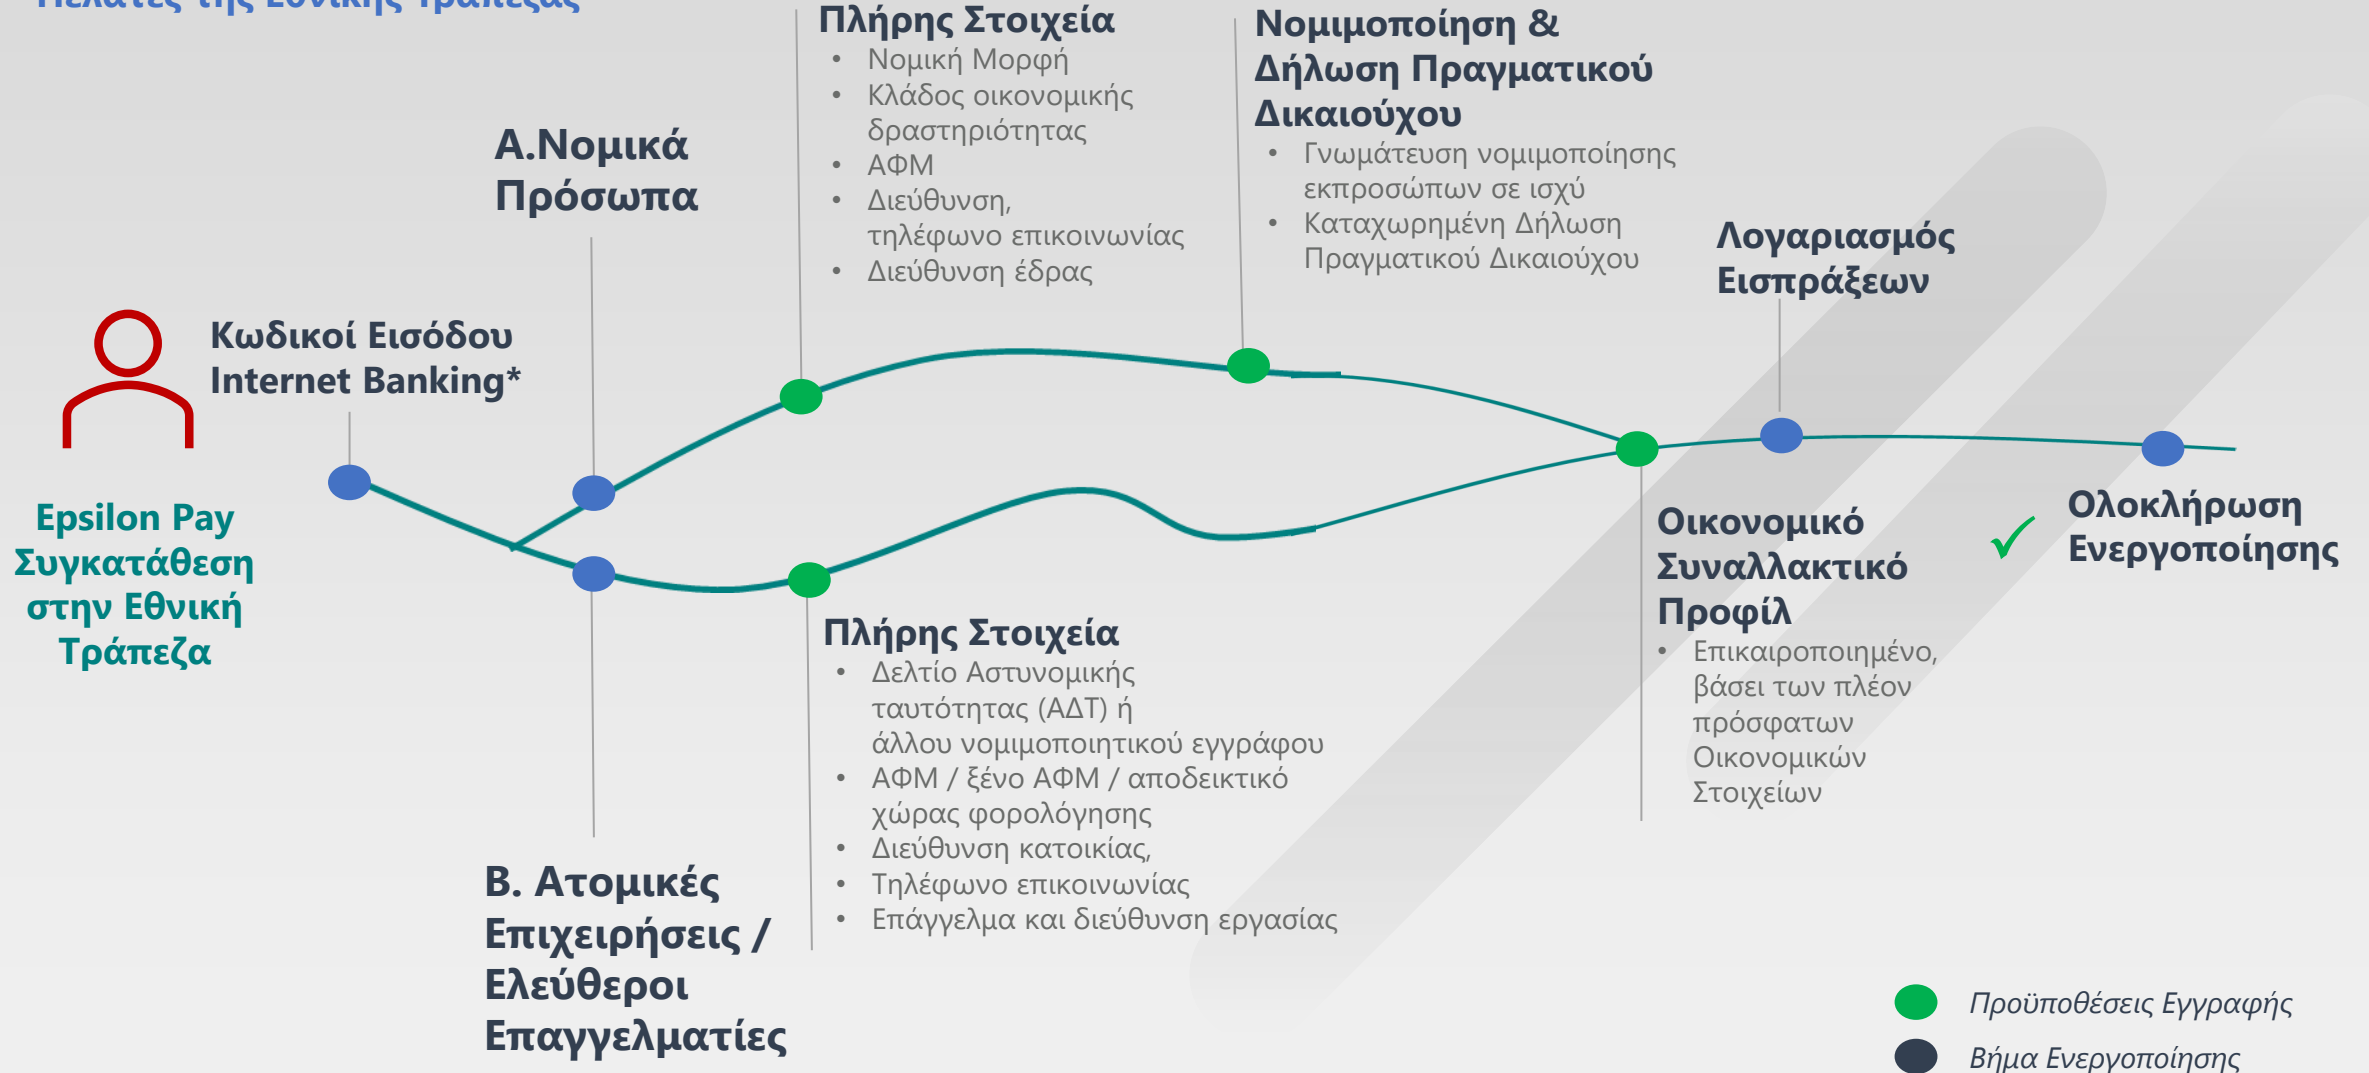 Πελάτες της Εθνικής Τράπεζας
Πλήρης Στοιχεία
• Νομική Μορφή
• Κλάδος οικονομικής
δραστηριότητας
• ΑΦΜ
• Διεύθυνση,
τηλέφωνο επικοινωνίας
• Διεύθυνση έδρας
Νομιμοποίηση &
Δήλωση Πραγματικού
Δικαιούχου
• Γνωμάτευση νομιμοποίησης
εκπροσώπων σε ισχύ
• Καταχωρημένη Δήλωση
Πραγματικού Δικαιούχου
Α.Νομικά
Πρόσωπα
Λογαριασμός
Εισπράξεων
Κωδικοί Εισόδου
Internet Banking*
Epsilon Pay
Συγκατάθεση
στην Εθνική
Τράπεζα
Οικονομικό
Συναλλακτικό
Προφίλ
• Επικαιροποιημένο,
βάσει των πλέον
πρόσφατων
Οικονομικών
Στοιχείων
Ολοκλήρωση
Ενεργοποίησης
Πλήρης Στοιχεία
• Δελτίο Αστυνομικής
ταυτότητας (ΑΔΤ) ή
άλλου νομιμοποιητικού εγγράφου
• ΑΦΜ / ξένο ΑΦΜ / αποδεικτικό
χώρας φορολόγησης
• Διεύθυνση κατοικίας,
• Τηλέφωνο επικοινωνίας
• Επάγγελμα και διεύθυνση εργασίας
Β. Ατομικές
Επιχειρήσεις /
Ελεύθεροι
Επαγγελματίες
Προϋποθέσεις Εγγραφής
Βήμα Ενεργοποίησης